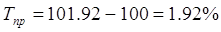 Tпр = 101.92 − 100 = 1.92%